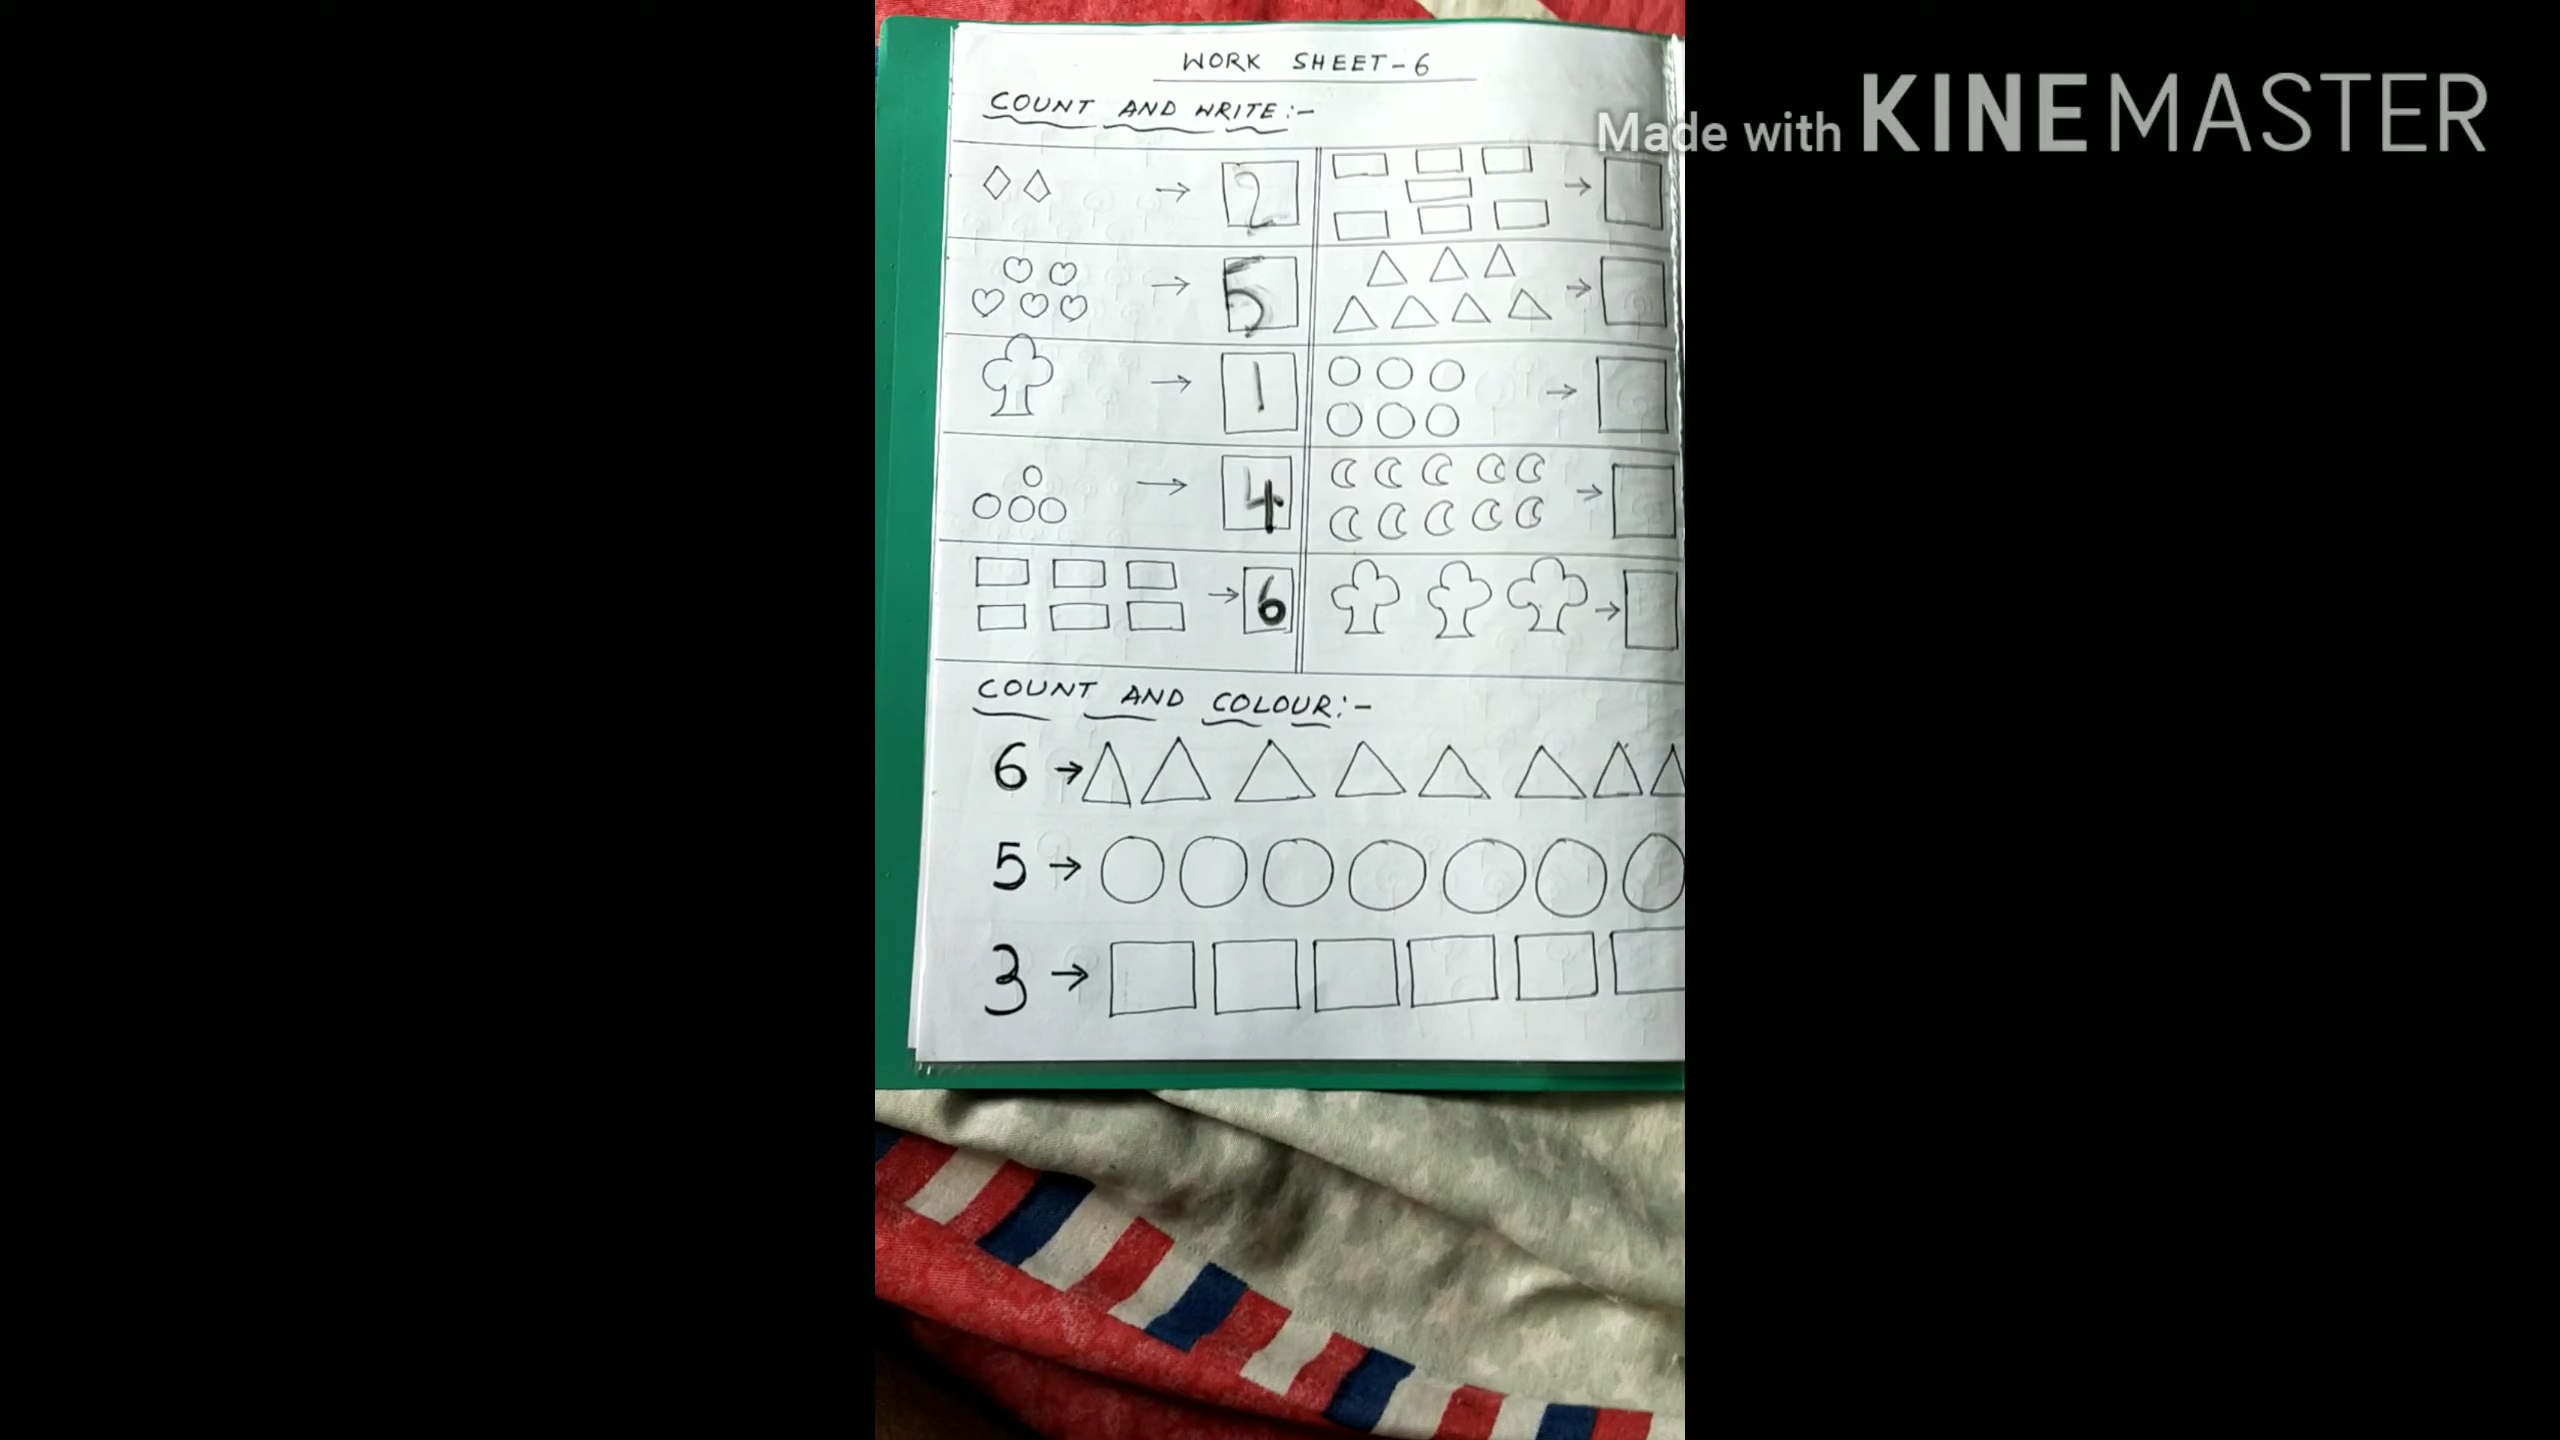 WORK SHEET-6
Made with KINEMASTER
COUNT AND WRITE:-
→ 2 →
→ 5 →
→ 1 →
→ 4 →
→ 6 →
COUNT AND COLOUR:-
6 →
5 →
3 →